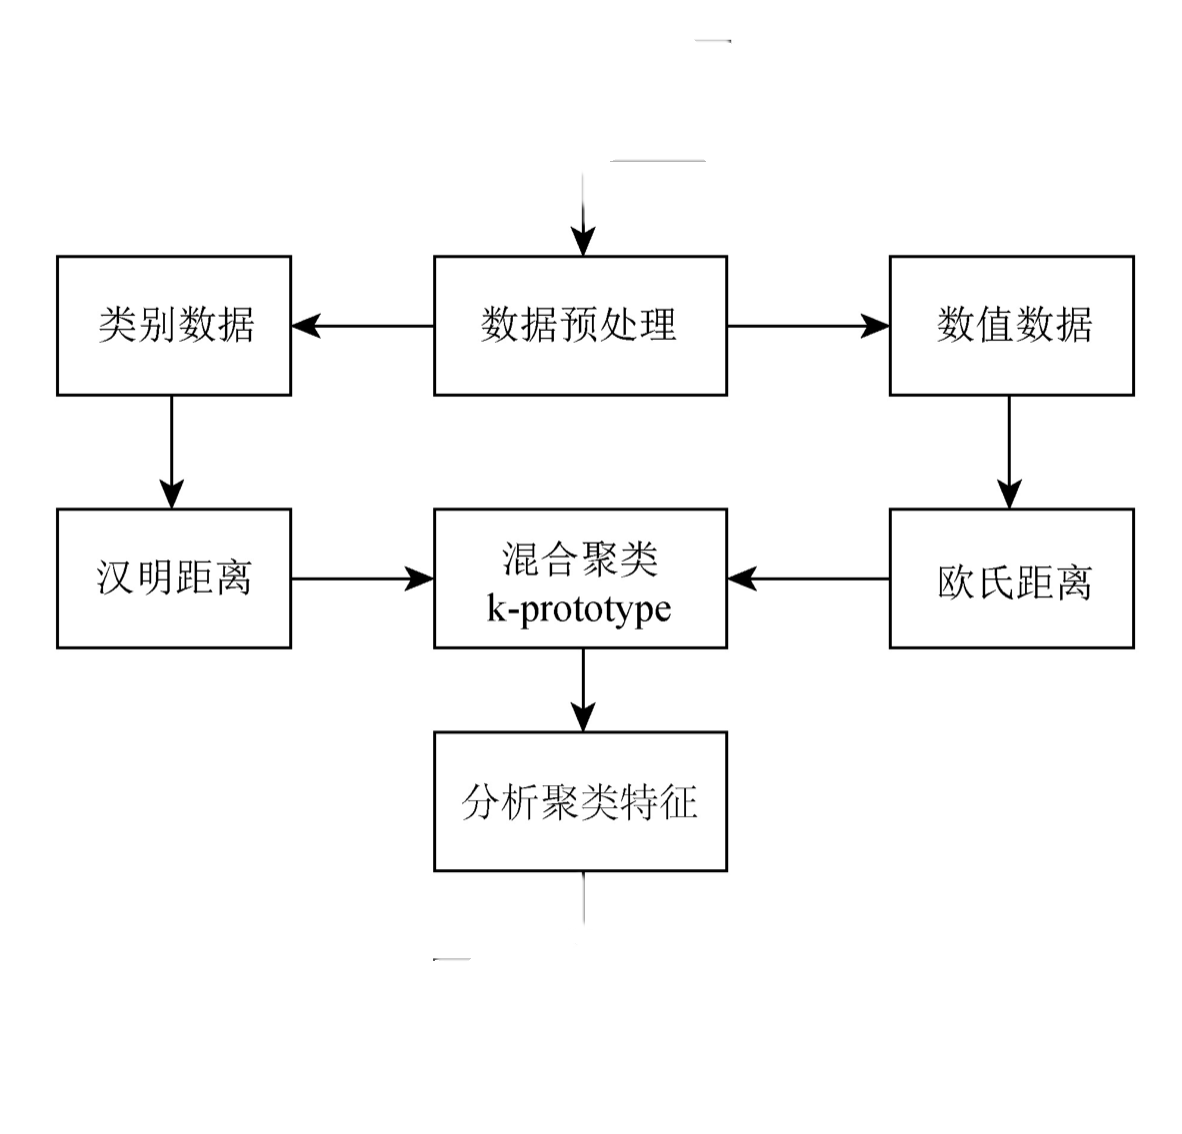 类别数据
数据预处理
数值数据
汉明距离
混合聚类
k-prototype
欧氏距离
分析聚类特征